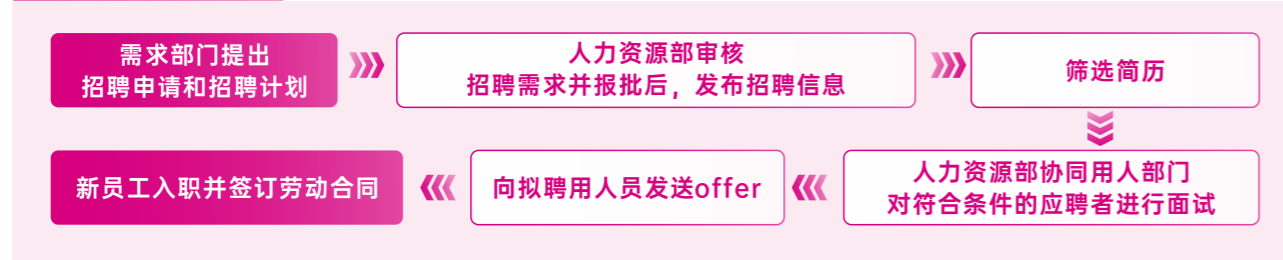 需求部门提出
招聘申请和招聘计划
人力资源部审核
招聘需求并报批后，发布招聘信息
筛选简历
人力资源部协同用人部门
对符合条件的应聘者进行面试
向拟聘用人员发送offer
新员工入职并签订劳动合同